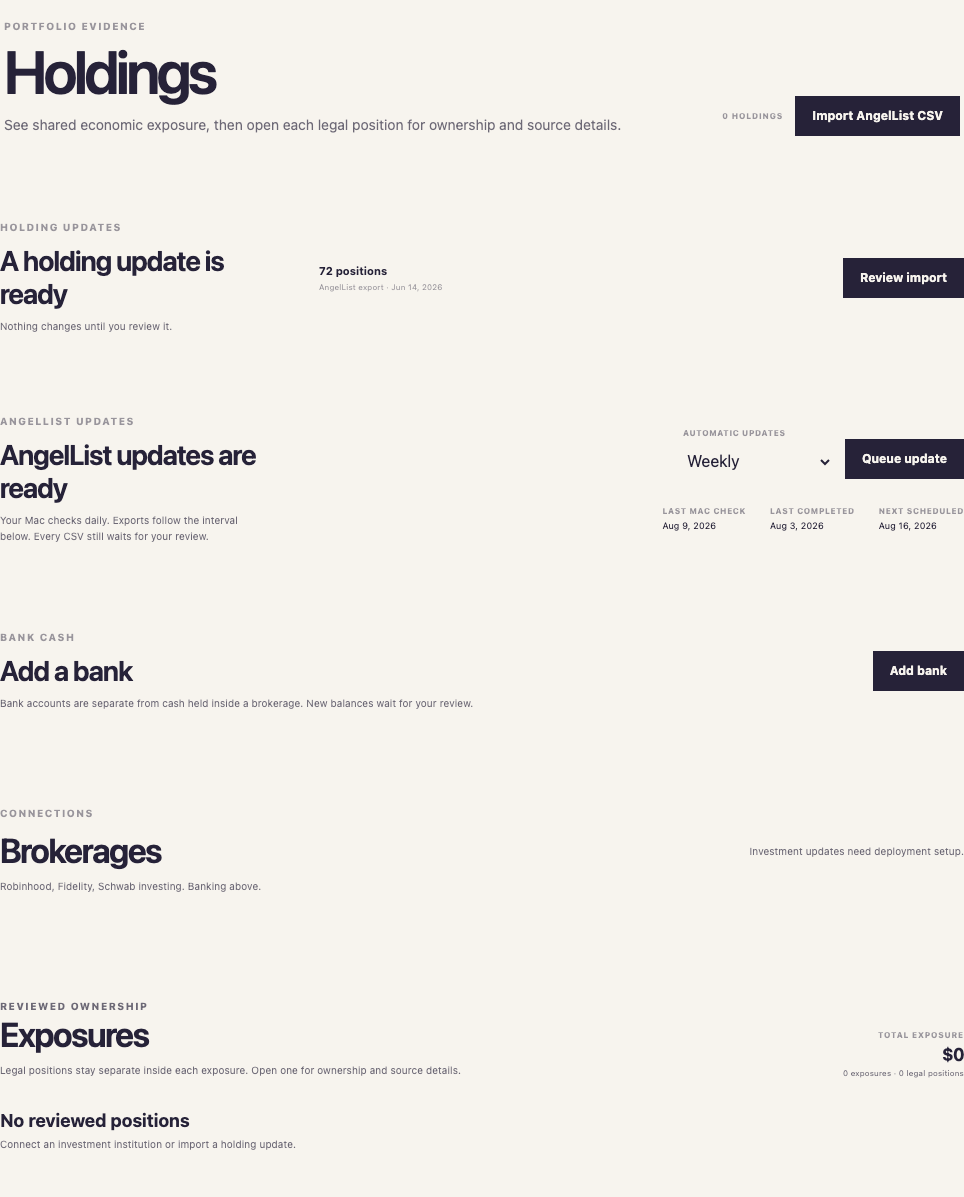 PORTFOLIO EVIDENCE
Holdings
See shared economic exposure, then open each legal position for ownership and source details.
0 HOLDINGS
Import AngelList CSV
HOLDING UPDATES
A holding update is
ready
Nothing changes until you review it.
72 positions
AngelList export · Jun 14, 2026
Review import
ANGELLIST UPDATES
AngelList updates are
ready
Your Mac checks daily. Exports follow the interval
below. Every CSV still waits for your review.
AUTOMATIC UPDATES
Weekly
Queue update
LAST MAC CHECK
Aug 9, 2026
LAST COMPLETED
Aug 3, 2026
NEXT SCHEDULED
Aug 16, 2026
BANK CASH
Add a bank
Bank accounts are separate from cash held inside a brokerage. New balances wait for your review.
Add bank
CONNECTIONS
Brokerages
Robinhood, Fidelity, Schwab investing. Banking above.
Investment updates need deployment setup.
REVIEWED OWNERSHIP
Exposures
Legal positions stay separate inside each exposure. Open one for ownership and source details.
TOTAL EXPOSURE
$0
0 exposures · 0 legal positions
No reviewed positions
Connect an investment institution or import a holding update.